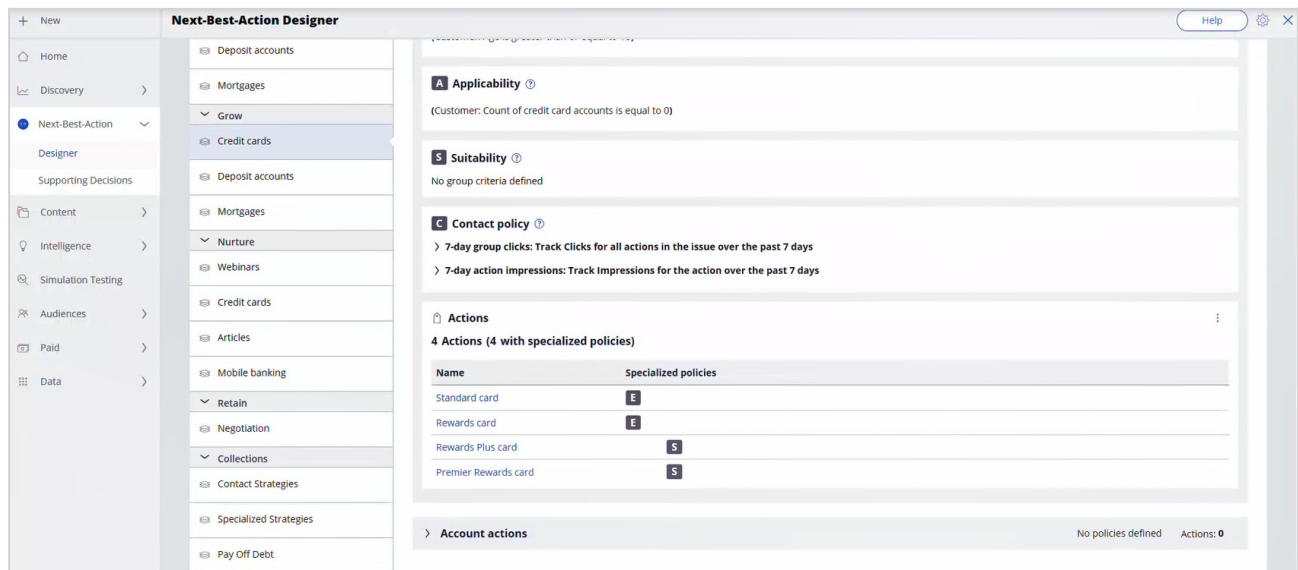 New
Next-Best-Action Designer
Help
Home
Discovery
Next-Best-Action
Designer
Supporting Decisions
Content
Intelligence
Simulation Testing
Audiences
Paid
Data
Deposit accounts
Mortgages
Grow
Credit cards
Deposit accounts
Mortgages
Nurture
Webinars
Credit cards
Articles
Mobile banking
Retain
Negotiation
Collections
Contact Strategies
Specialized Strategies
Pay Off Debt
A Applicability
(Customer: Count of credit card accounts is equal to 0)
S Suitability
No group criteria defined
C Contact policy
7-day group clicks: Track Clicks for all actions in the issue over the past 7 days
7-day action impressions: Track Impressions for the action over the past 7 days
Actions
4 Actions (4 with specialized policies)
Name Specialized policies
Standard card E
Rewards card E
Rewards Plus card S
Premier Rewards card S
Account actions No policies defined Actions: 0